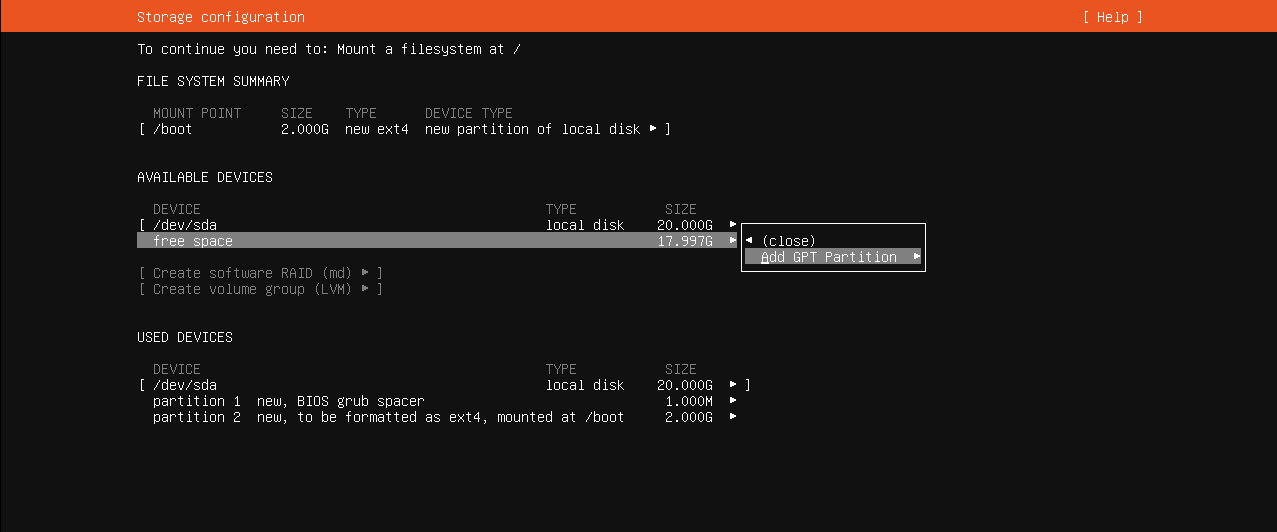 Storage configuration [ Help ]
To continue you need to: Mount a filesystem at /
FILE SYSTEM SUMMARY
MOUNT POINT SIZE TYPE DEVICE TYPE
[ /boot 2.000G new ext4 new partition of local disk ▸ ]
AVAILABLE DEVICES
DEVICE TYPE SIZE
[ /dev/sda local disk 20.000G ▸
free space 17.997G ▸
◂ (close)
Add GPT Partition ▸
[ Create software RAID (md) ▸ ]
[ Create volume group (LVM) ▸ ]
USED DEVICES
DEVICE TYPE SIZE
[ /dev/sda local disk 20.000G ▸ ]
partition 1 new, BIOS grub spacer 1.000M ▸
partition 2 new, to be formatted as ext4, mounted at /boot 2.000G ▸